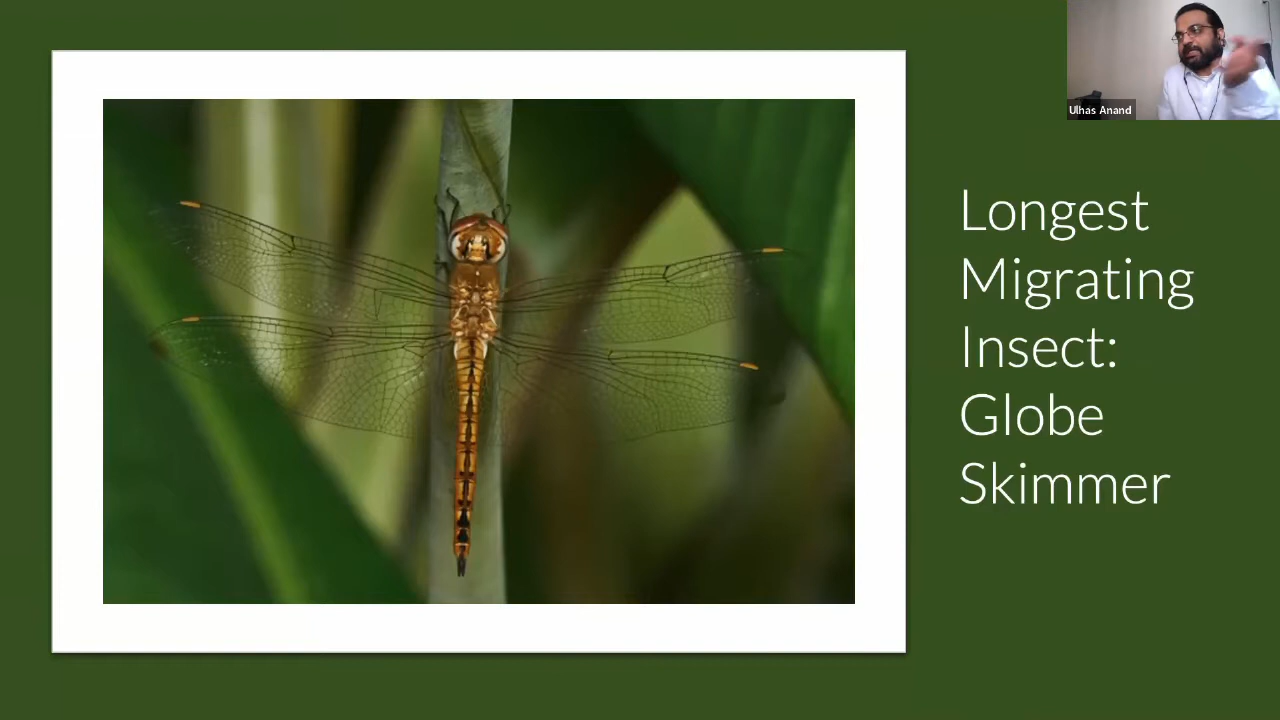 Ulhas Anand
Longest
Migrating
Insect:
Globe
Skimmer